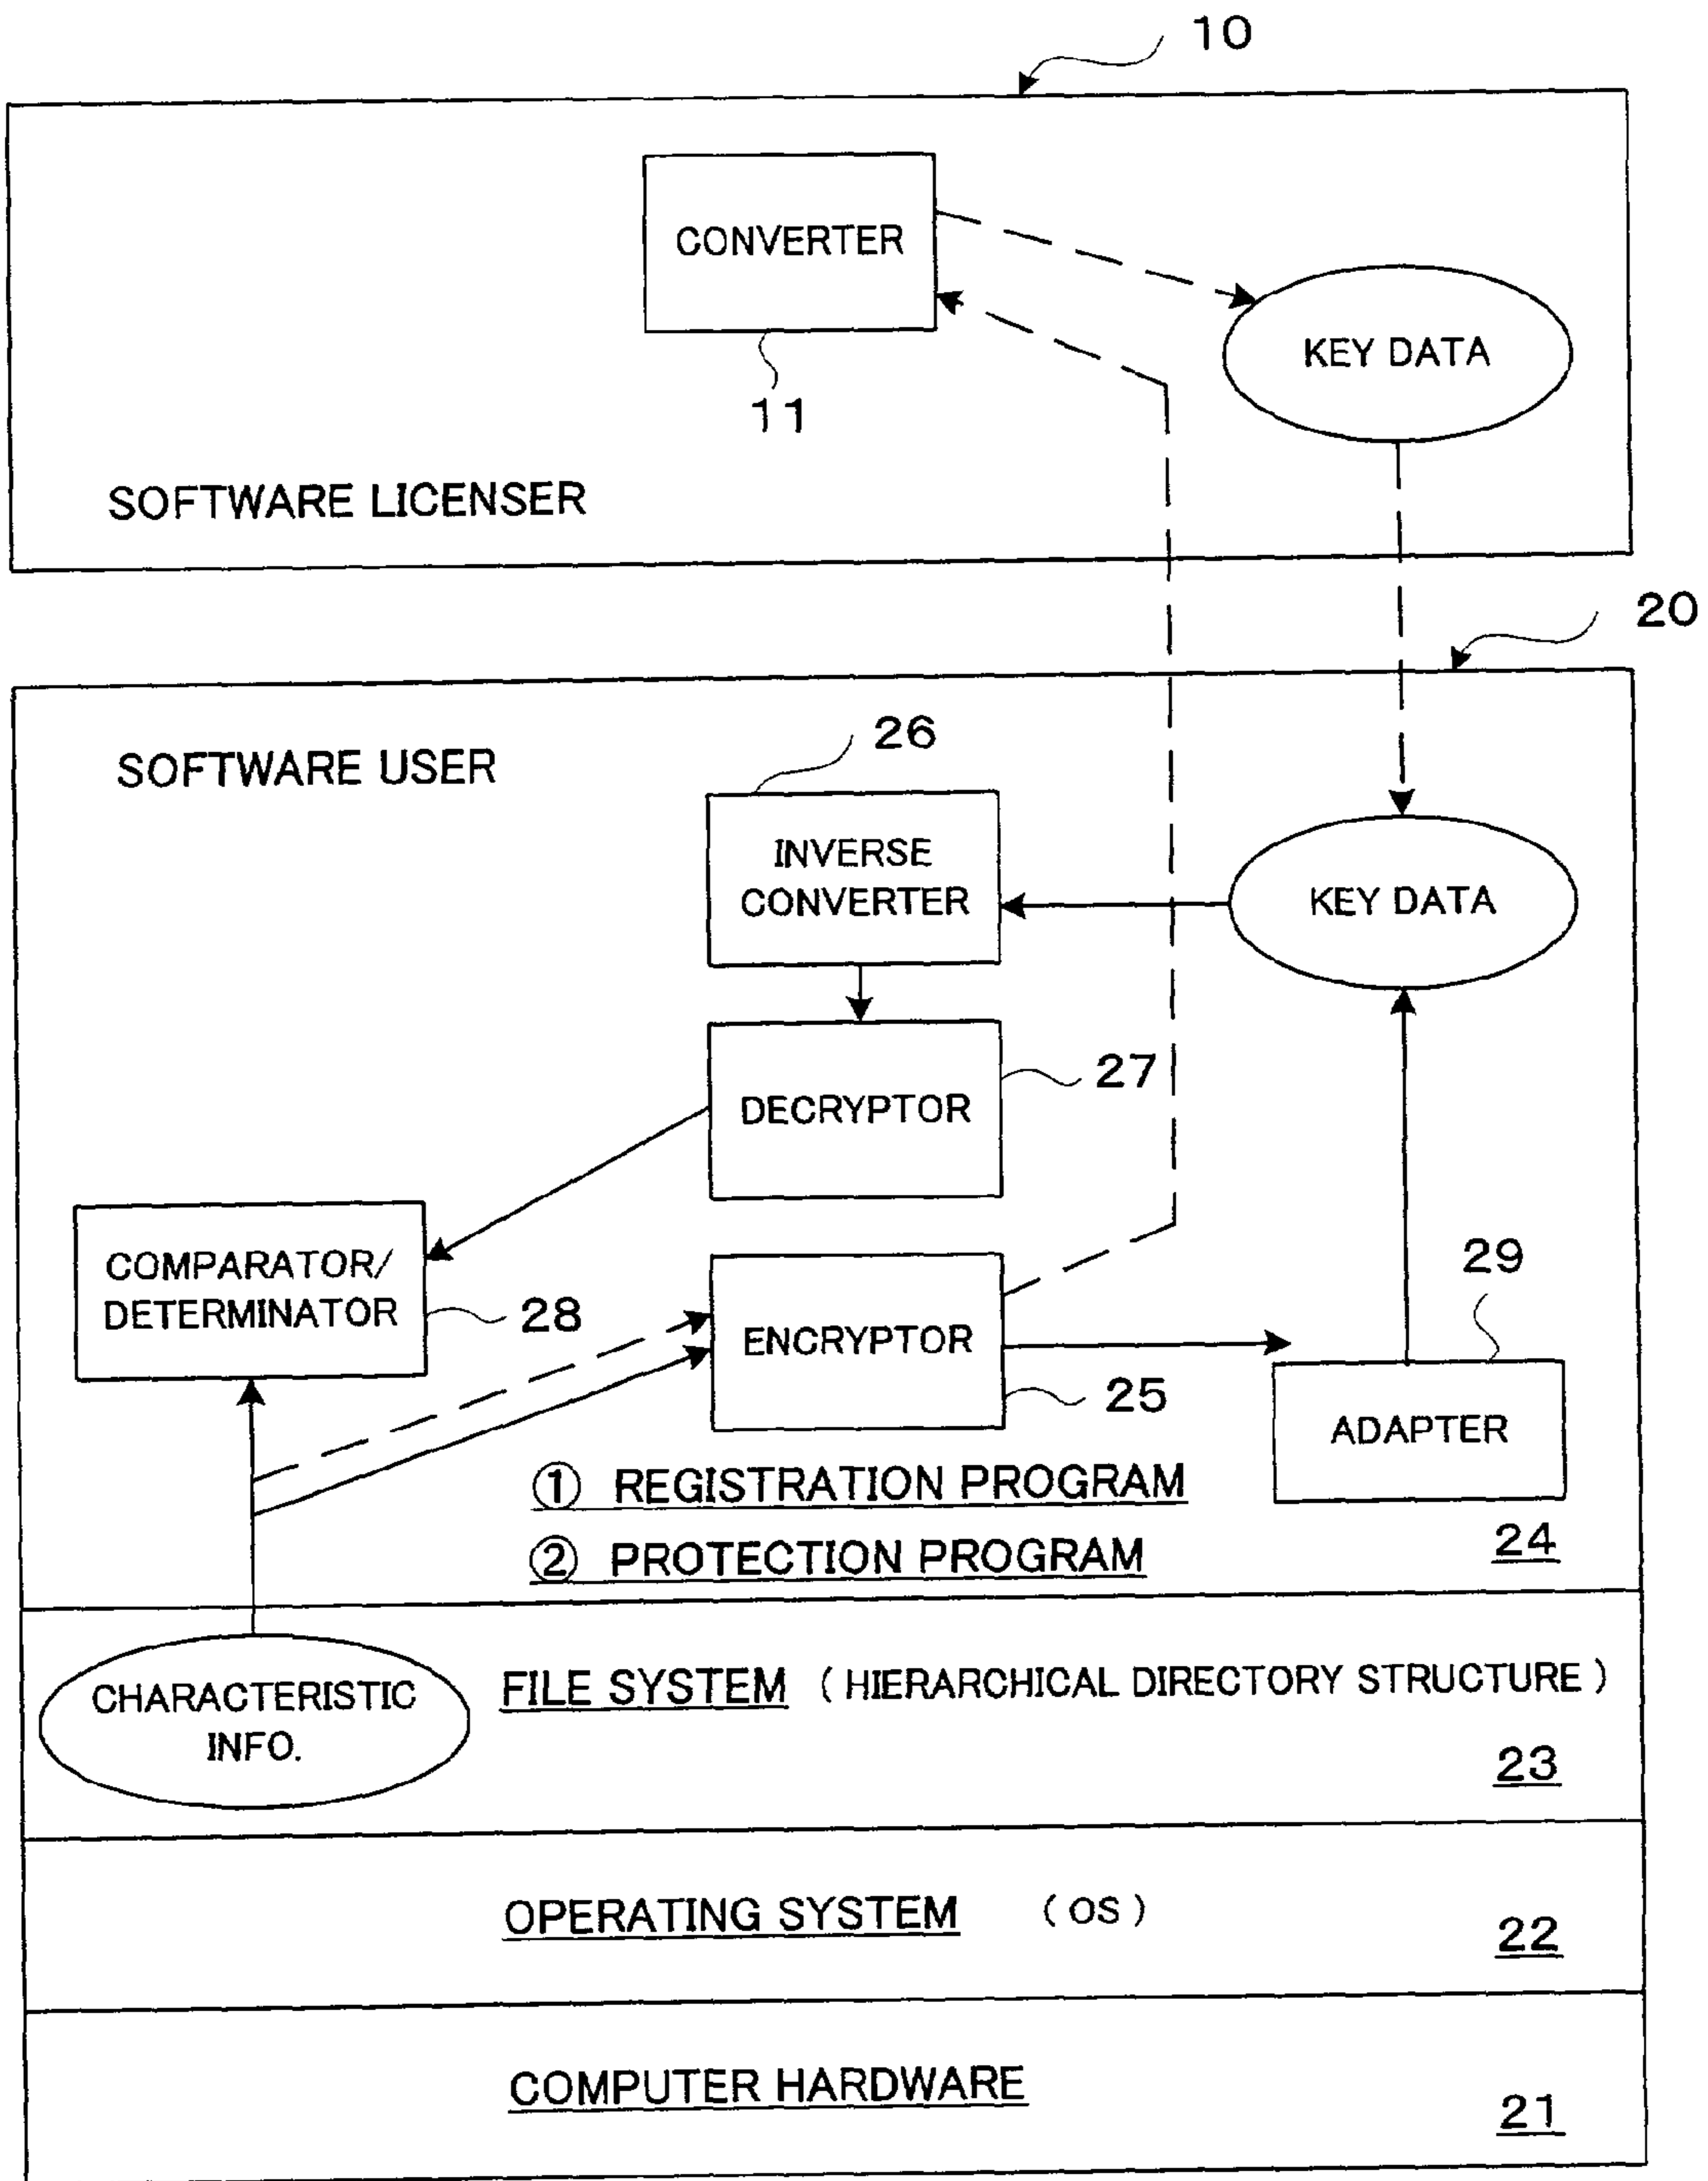 10
CONVERTER
KEY DATA
11
SOFTWARE LICENSER
20
SOFTWARE USER
26
INVERSE
CONVERTER
KEY DATA
27
DECRYPTOR
COMPARATOR/
DETERMINATOR
28
29
ENCRYPTOR
25
ADAPTER
① REGISTRATION PROGRAM
② PROTECTION PROGRAM
24
CHARACTERISTIC
INFO.
FILE SYSTEM (HIERARCHICAL DIRECTORY STRUCTURE)
23
OPERATING SYSTEM (OS)
22
COMPUTER HARDWARE
21